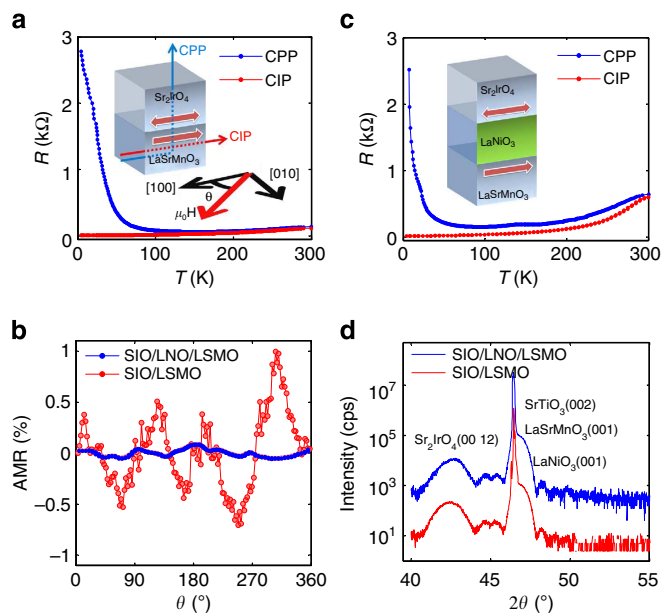 a
3
2
1
0
R (kΩ)
CPP
CIP
CPP
Sr2IrO4
CIP
LaSrMnO3
[100]
θ
[010]
μ0H
0
100
200
300
T (K)
c
3
2
1
0
R (kΩ)
CPP
CIP
Sr2IrO4
LaNiO3
LaSrMnO3
0
100
200
300
T (K)
b
1
0.5
0
−0.5
−1
AMR (%)
SIO/LNO/LSMO
SIO/LSMO
0
90
180
270
360
θ (°)
d
10^7
10^5
10^3
10^1
Intensity (cps)
SIO/LNO/LSMO
SIO/LSMO
SrTiO3(002)
Sr2IrO4(00 12)
LaSrMnO3(001)
LaNiO3(001)
40
45
50
55
2θ (°)